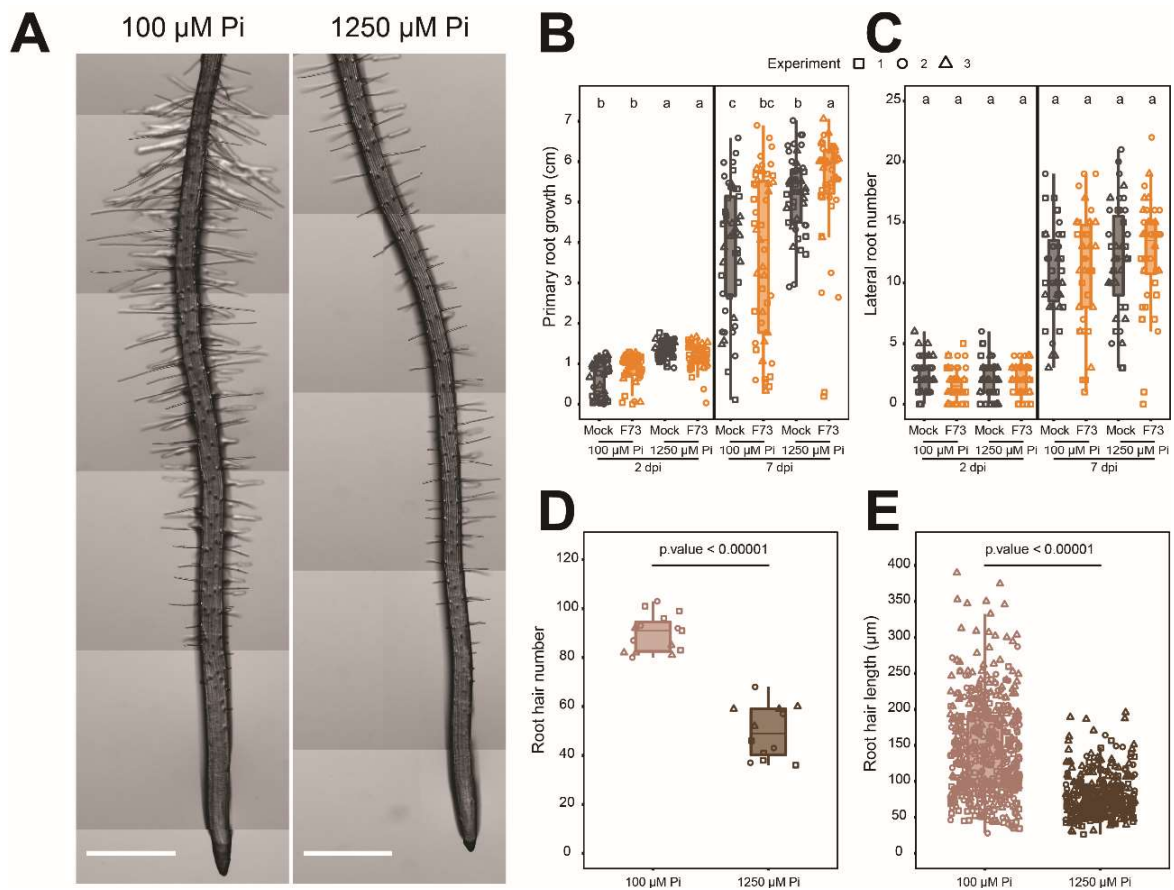 A
100 µM Pi
1250 µM Pi
B
C
Experiment 1 2 3
Primary root growth (cm)
7
6
5
4
3
2
1
0
b b a a c bc b a
Mock F73 Mock F73 Mock F73 Mock F73
100 µM Pi 1250 µM Pi 100 µM Pi 1250 µM Pi
2 dpi 7 dpi
Lateral root number
25
20
15
10
5
0
a a a a a a a a
Mock F73 Mock F73 Mock F73 Mock F73
100 µM Pi 1250 µM Pi 100 µM Pi 1250 µM Pi
2 dpi 7 dpi
D
Root hair number
120
100
80
60
40
20
0
p.value < 0.00001
100 µM Pi 1250 µM Pi
E
Root hair length (µm)
400
350
300
250
200
150
100
50
0
p.value < 0.00001
100 µM Pi 1250 µM Pi